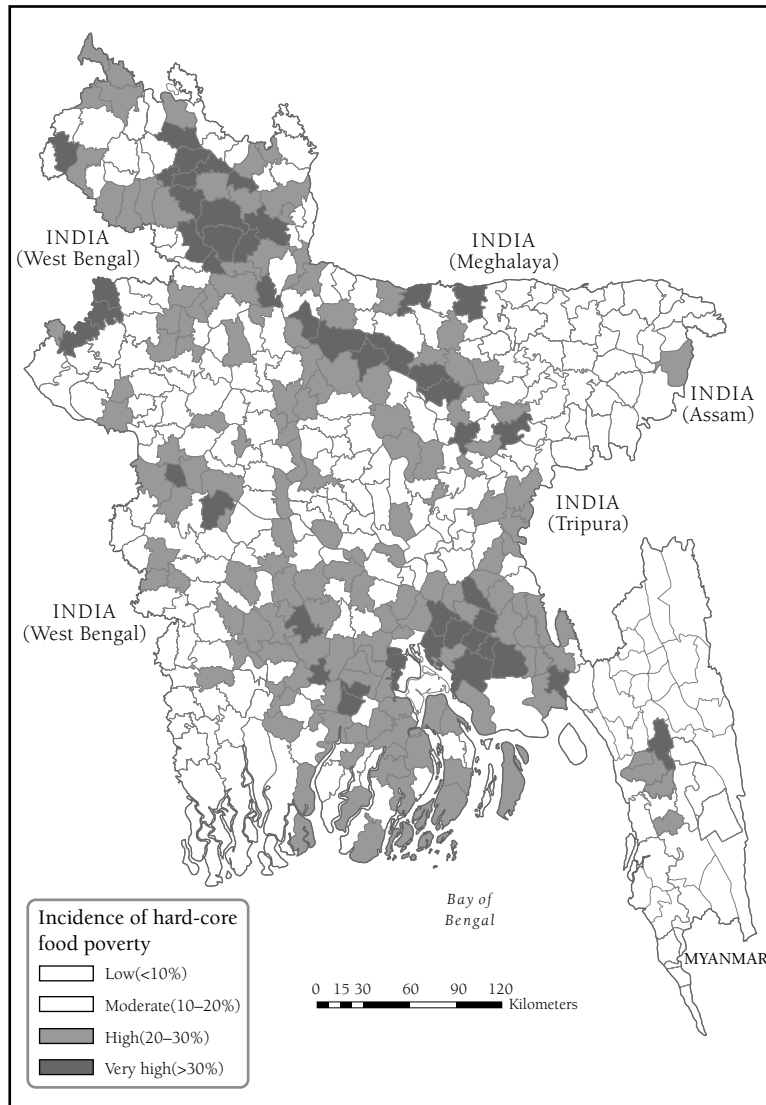 INDIA
(West Bengal)
INDIA
(Meghalaya)
INDIA
(Assam)
INDIA
(Tripura)
INDIA
(West Bengal)
Bay of
Bengal
MYANMAR
Incidence of hard-core
food poverty
Low(<10%)
Moderate(10–20%)
High(20–30%)
Very high(>30%)
0 15 30 60 90 120
Kilometers